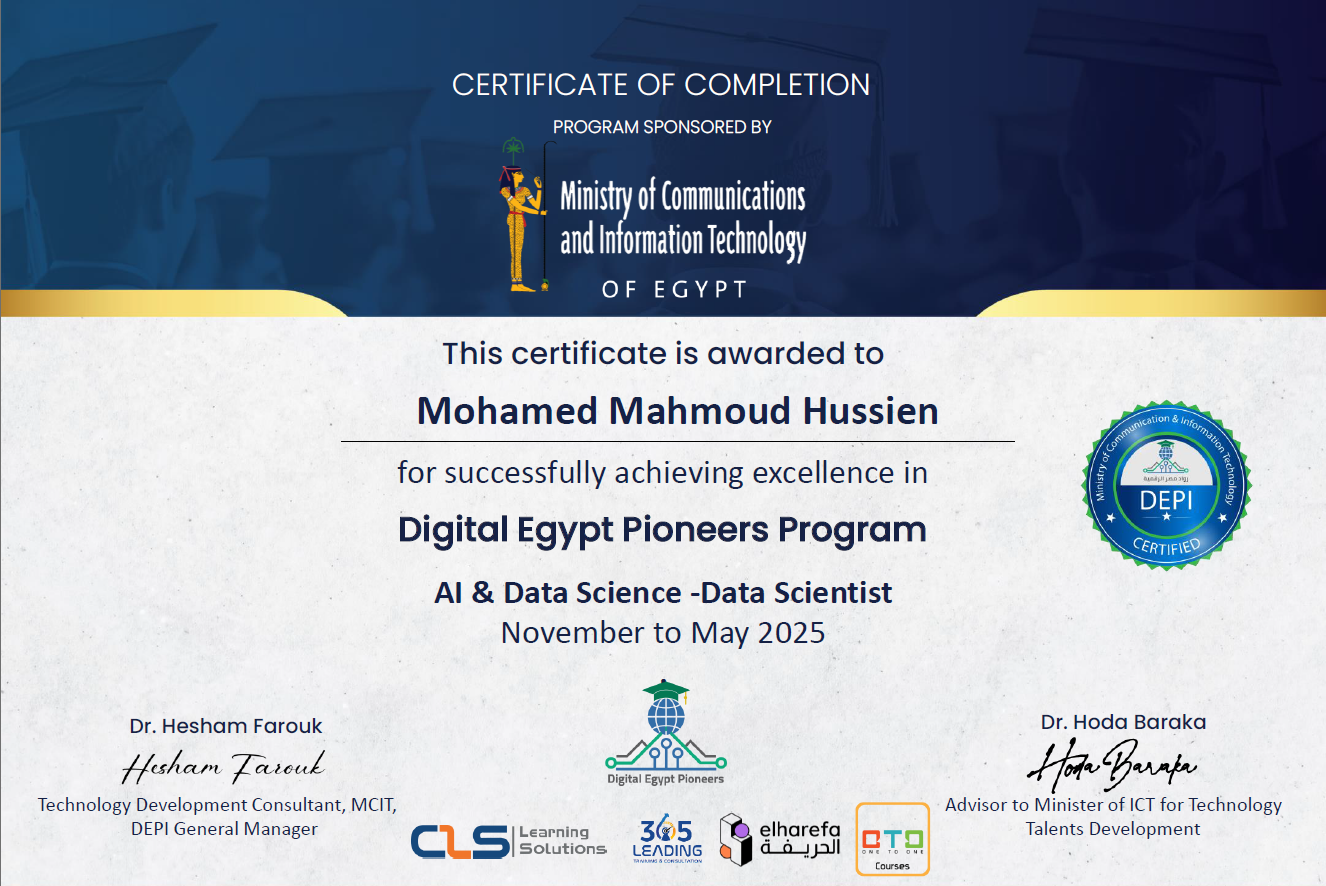 CERTIFICATE OF COMPLETION
PROGRAM SPONSORED BY
Ministry of Communications
and Information Technology
OF EGYPT
This certificate is awarded to
Mohamed Mahmoud Hussien
for successfully achieving excellence in
Digital Egypt Pioneers Program
AI & Data Science -Data Scientist
November to May 2025
Ministry of Communication & Information Technology
رواد مصر الرقمية
DEPI
CERTIFIED
Dr. Hesham Farouk
Hesham Farouk
Technology Development Consultant, MCIT,
DEPI General Manager
Digital Egypt Pioneers
Dr. Hoda Baraka
Hoda Baraka
Advisor to Minister of ICT for Technology
Talents Development
CLS Learning
Solutions
365
LEADING
TRAINING & CONSULTATION
elharefa
الحريفة
OTO
ONE TO ONE
Courses